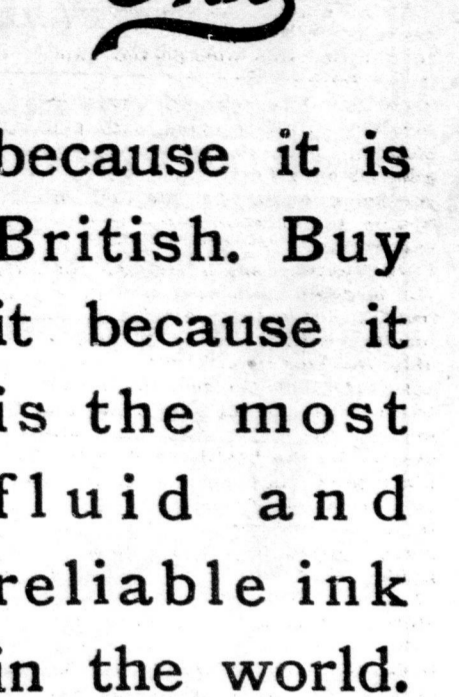 because it is
British. Buy
it because it
is the most
fluid and
reliable ink
in the world.